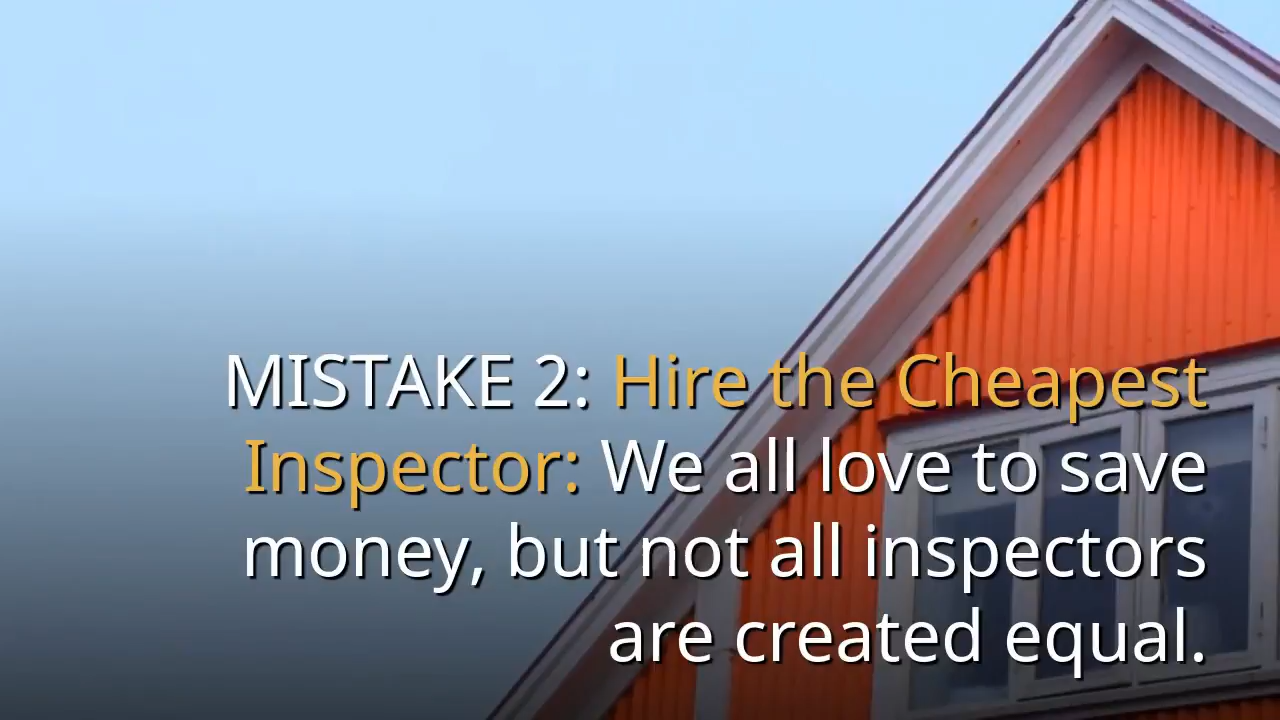 MISTAKE 2: Hire the Cheapest
Inspector: We all love to save
money, but not all inspectors
are created equal.